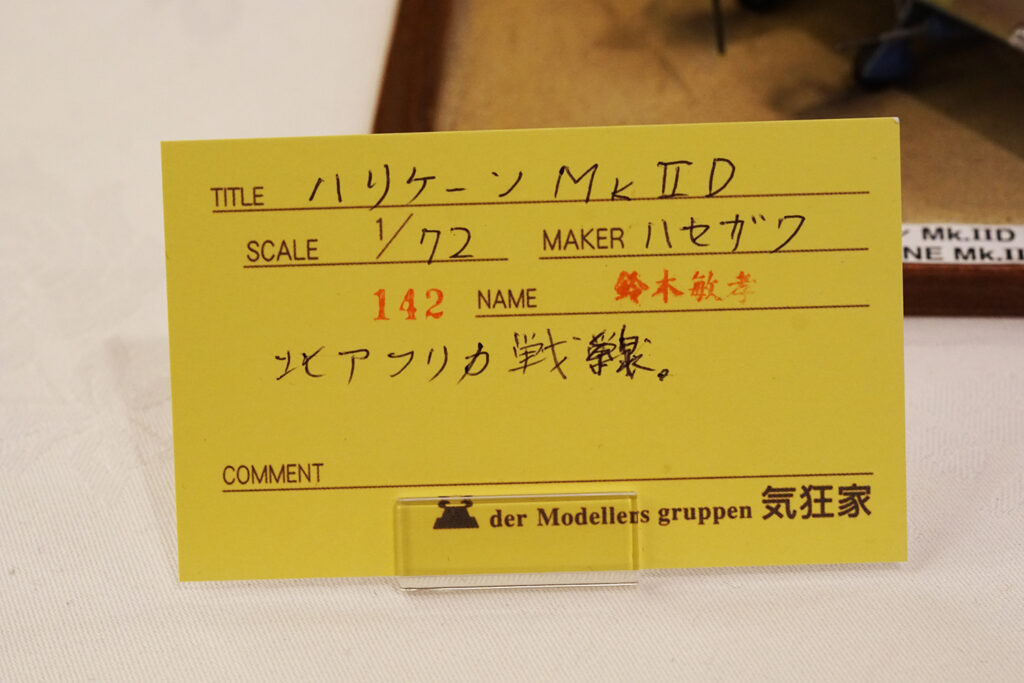 TITLE ハリケーン Mk II D
SCALE 1/72 MAKER ハセガワ
142 NAME 鈴木敏孝
北アフリカ戦線。
COMMENT
der Modellers gruppen 気狂家
Mk.IID
NE Mk.II